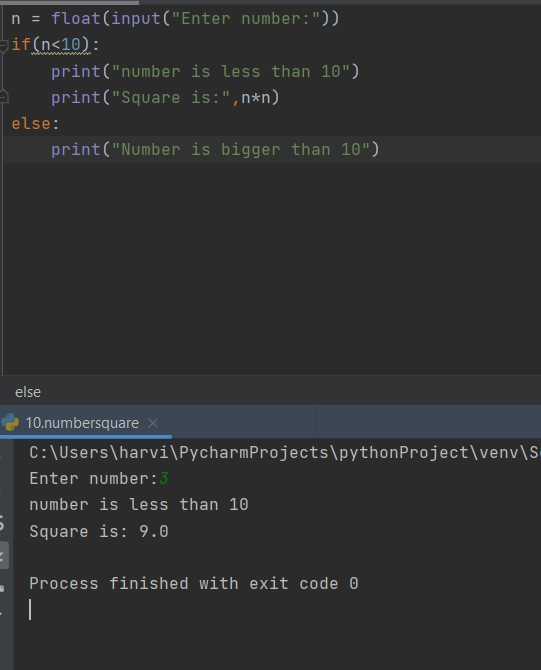 n = float(input("Enter number:"))
if(n<10):
    print("number is less than 10")
    print("Square is:",n*n)
else:
    print("Number is bigger than 10")
else
10.numbersquare
C:\Users\harvi\PycharmProjects\pythonProject\venv\S
Enter number:3
number is less than 10
Square is: 9.0
Process finished with exit code 0